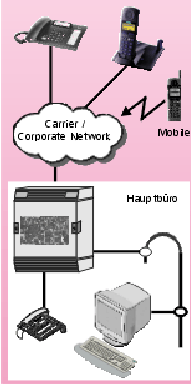 Carrier /
Corporate Network
Mobile
Hauptbüro